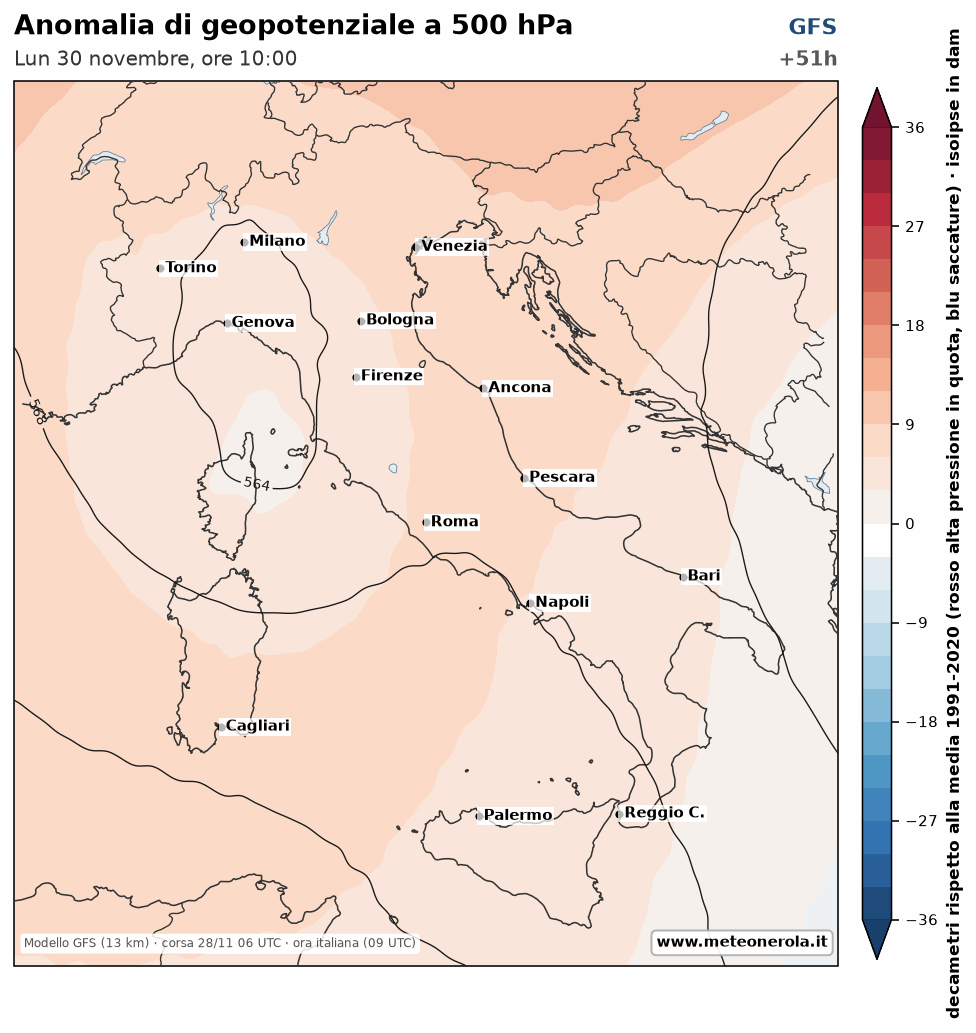 Anomalia di geopotenziale a 500 hPa
GFS
Lun 30 novembre, ore 10:00
+51h
Milano
Venezia
Torino
Genova
Bologna
Firenze
Ancona
564
Pescara
Roma
Bari
Napoli
Cagliari
Palermo
Reggio C.
Modello GFS (13 km) · corsa 28/11 06 UTC · ora italiana (09 UTC)
www.meteonerola.it
36
27
18
9
0
−9
−18
−27
−36
decametri rispetto alla media 1991-2020 (rosso alta pressione in quota, blu saccature) · isoipse in dam